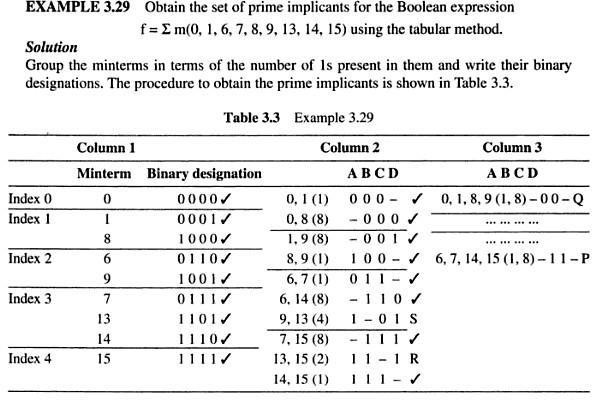 EXAMPLE 3.29 Obtain the set of prime implicants for the Boolean expression
f = Σ m(0, 1, 6, 7, 8, 9, 13, 14, 15) using the tabular method.
Solution
Group the minterms in terms of the number of 1s present in them and write their binary
designations. The procedure to obtain the prime implicants is shown in Table 3.3.
Table 3.3 Example 3.29
Column 1 Column 2 Column 3
Minterm Binary designation A B C D A B C D
Index 0 0 0 0 0 0 ✓ 0, 1 (1) 0 0 0 – ✓ 0, 1, 8, 9 (1, 8) – 0 0 – Q
Index 1 1 0 0 0 1 ✓ 0, 8 (8) – 0 0 0 ✓ ... ... ... ...
8 1 0 0 0 ✓ 1, 9 (8) – 0 0 1 ✓ ... ... ... ...
Index 2 6 0 1 1 0 ✓ 8, 9 (1) 1 0 0 – ✓ 6, 7, 14, 15 (1, 8) – 1 1 – P
9 1 0 0 1 ✓ 6, 7 (1) 0 1 1 – ✓
Index 3 7 0 1 1 1 ✓ 6, 14 (8) – 1 1 0 ✓
13 1 1 0 1 ✓ 9, 13 (4) 1 – 0 1 S
14 1 1 1 0 ✓ 7, 15 (8) – 1 1 1 ✓
Index 4 15 1 1 1 1 ✓ 13, 15 (2) 1 1 – 1 R
14, 15 (1) 1 1 1 – ✓